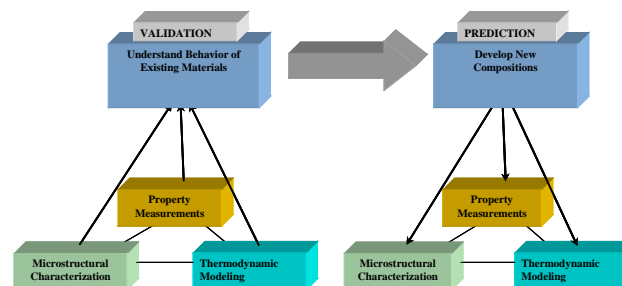 VALIDATION
Understand Behavior of
Existing Materials
Property
Measurements
Microstructural
Characterization
Thermodynamic
Modeling
PREDICTION
Develop New
Compositions
Property
Measurements
Microstructural
Characterization
Thermodynamic
Modeling